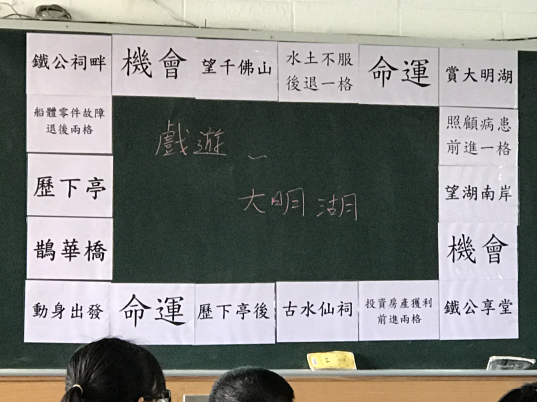 鐵公祠畔
機會
望千佛山
水土不服
後退一格
命運
賞大明湖
船體零件故障
退後兩格
照顧病患
前進一格
戲遊
歷下亭
望湖南岸
大明湖
鵲華橋
機會
動身出發
命運
歷下亭後
古水仙祠
投資房產獲利
前進兩格
鐵公享堂